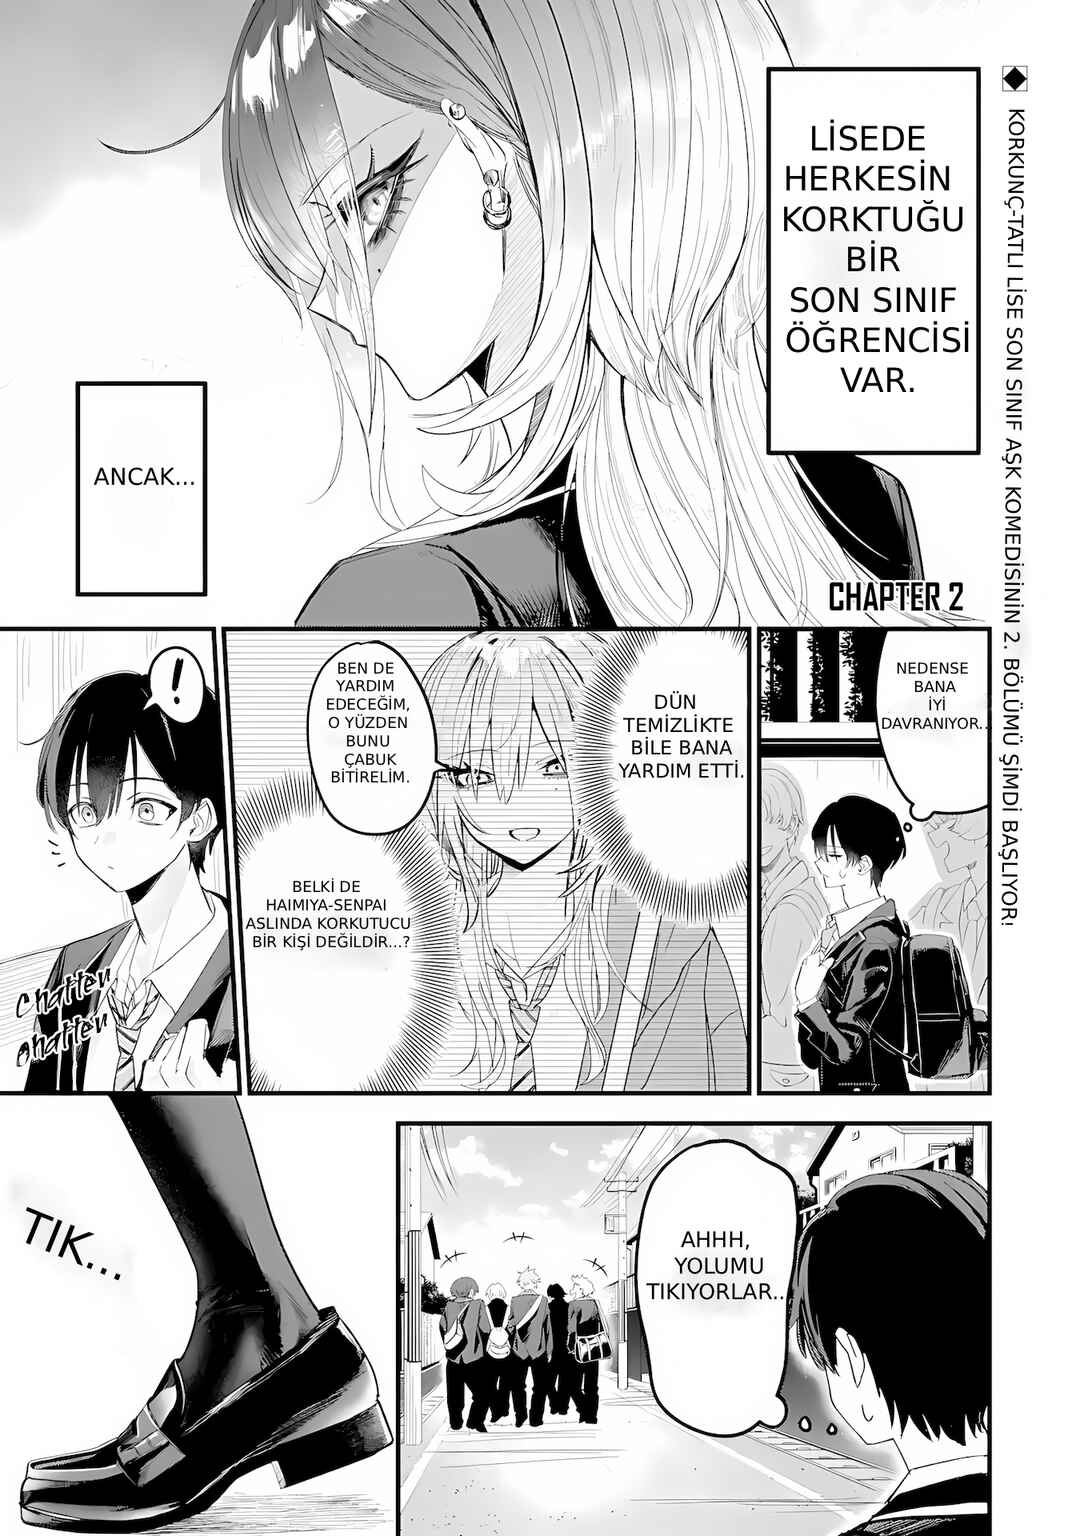 KORKUNÇ-TATLI LİSE SON SINIF AŞK KOMEDİSİNİN 2. BÖLÜMÜ ŞİMDİ BAŞLIYOR!
LİSEDE
HERKESİN
KORKTUĞU
BİR
SON SINIF
ÖĞRENCİSİ
VAR.
ANCAK...
CHAPTER 2
NEDENSE
BANA
İYİ
DAVRANIYOR...
DÜN
TEMİZLİKTE
BİLE BANA
YARDIM ETTİ.
BEN DE
YARDIM
EDECEĞİM,
O YÜZDEN
BUNU
ÇABUK
BİTİRELİM.
BELKİ DE
HAIMIYA-SENPAI
ASLINDA KORKUTUCU
BİR KİŞİ DEĞİLDİR...?
!
Chatter
Chatter
AHHH,
YOLUMU
TIKIYORLAR...
TIK...